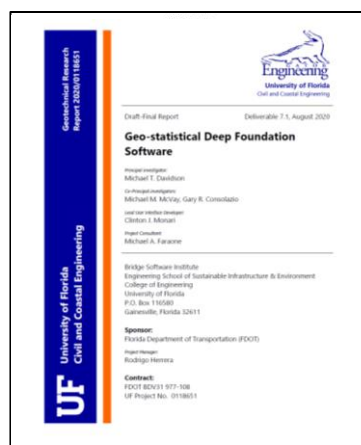 Geotechnical Research
Report 2020/0118651
University of Florida
Civil and Coastal Engineering
UF
Engineering
University of Florida
Civil and Coastal Engineering
Draft-Final Report Deliverable 7.1, August 2020
Geo-statistical Deep Foundation
Software
Principal Investigator:
Michael T. Davidson
Co-Principal Investigators:
Michael M. McVay, Gary R. Consolazio
Lead User Interface Developer:
Clinton J. Monari
Project Consultant:
Michael A. Faraone
Bridge Software Institute
Engineering School of Sustainable Infrastructure & Environment
College of Engineering
University of Florida
P.O. Box 116580
Gainesville, Florida 32611
Sponsor:
Florida Department of Transportation (FDOT)
Project Manager:
Rodrigo Herrera
Contract:
FDOT BDV31 977-108
UF Project No. 0118651